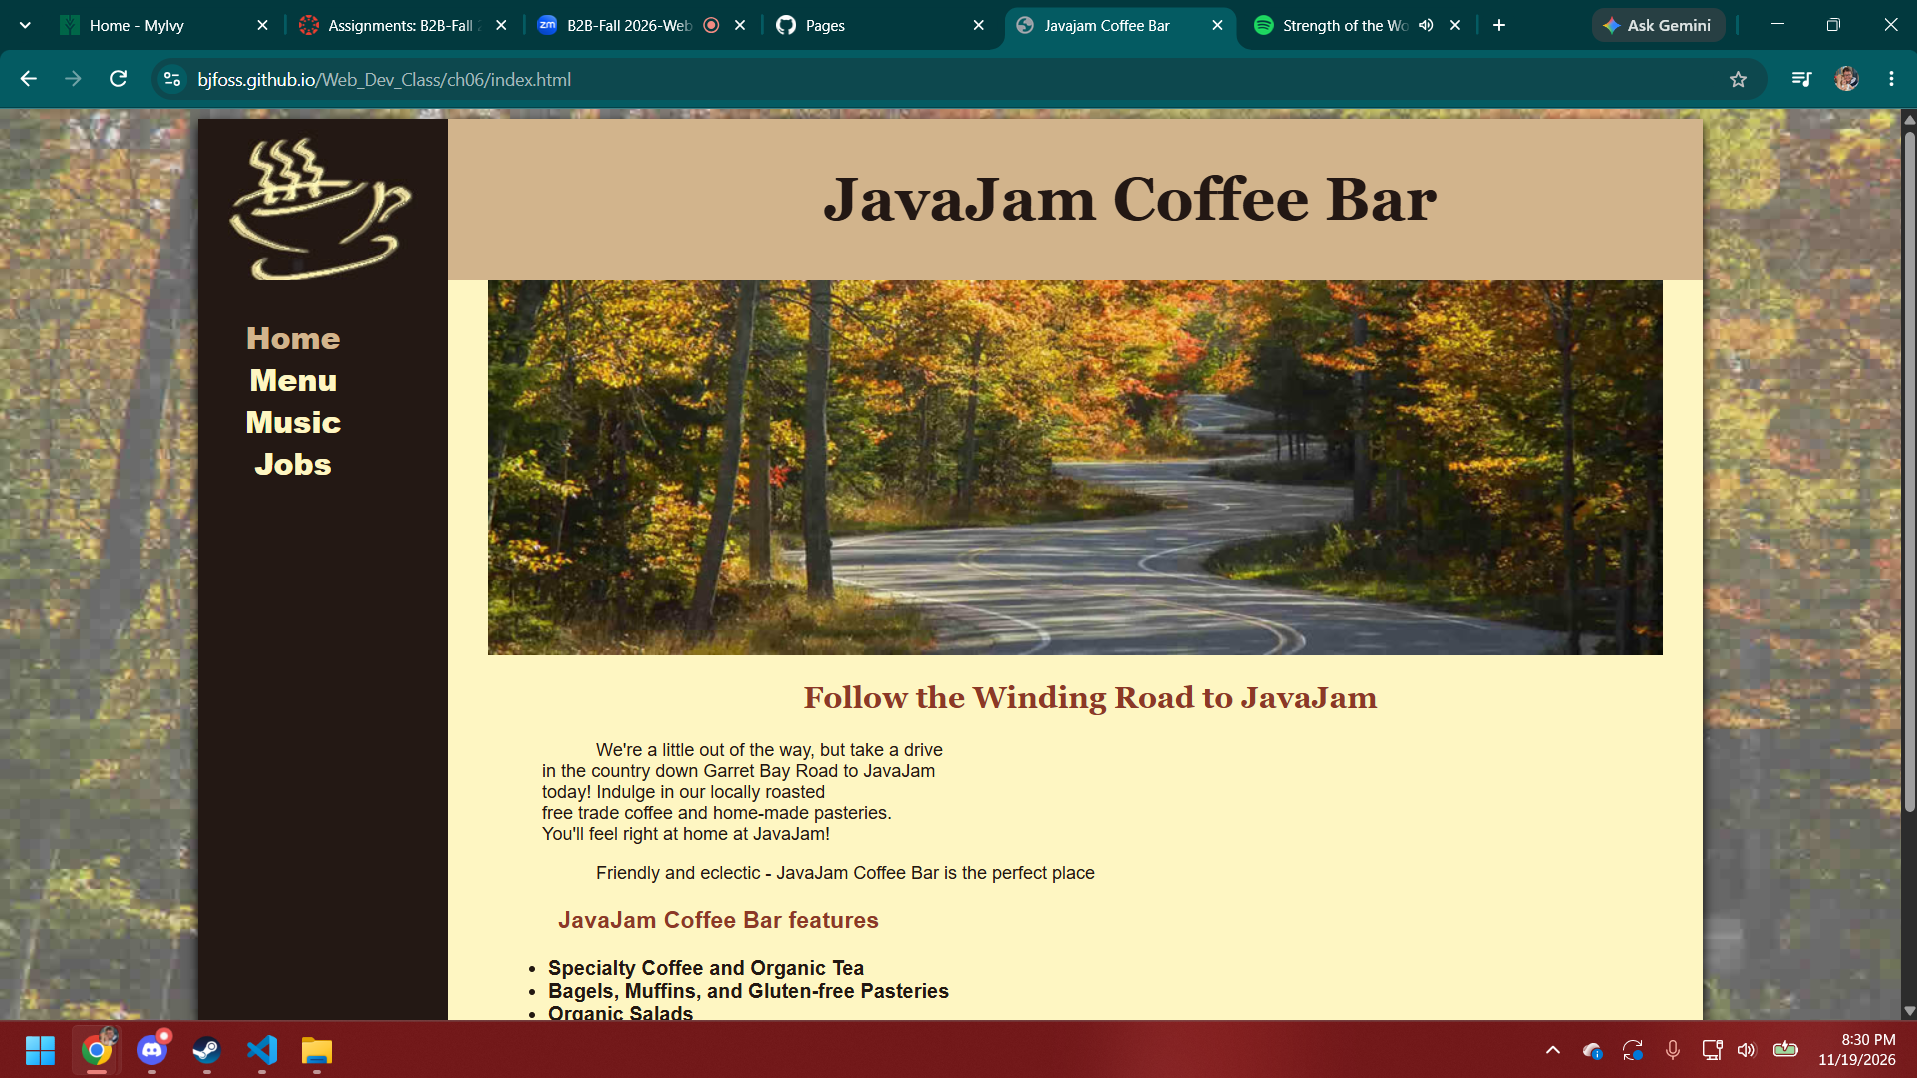 Home - MyIvy
Assignments: B2B-Fall 2
zm
B2B-Fall 2026-Web
Pages
Javajam Coffee Bar
Strength of the Wo
Ask Gemini
bjfoss.github.io/Web_Dev_Class/ch06/index.html
JavaJam Coffee Bar
Home
Menu
Music
Jobs
Follow the Winding Road to JavaJam
We're a little out of the way, but take a drive
in the country down Garret Bay Road to JavaJam
today! Indulge in our locally roasted
free trade coffee and home-made pasteries.
You'll feel right at home at JavaJam!
Friendly and eclectic - JavaJam Coffee Bar is the perfect place
JavaJam Coffee Bar features
• Specialty Coffee and Organic Tea
• Bagels, Muffins, and Gluten-free Pasteries
• Organic Salads
8:30 PM
11/19/2026